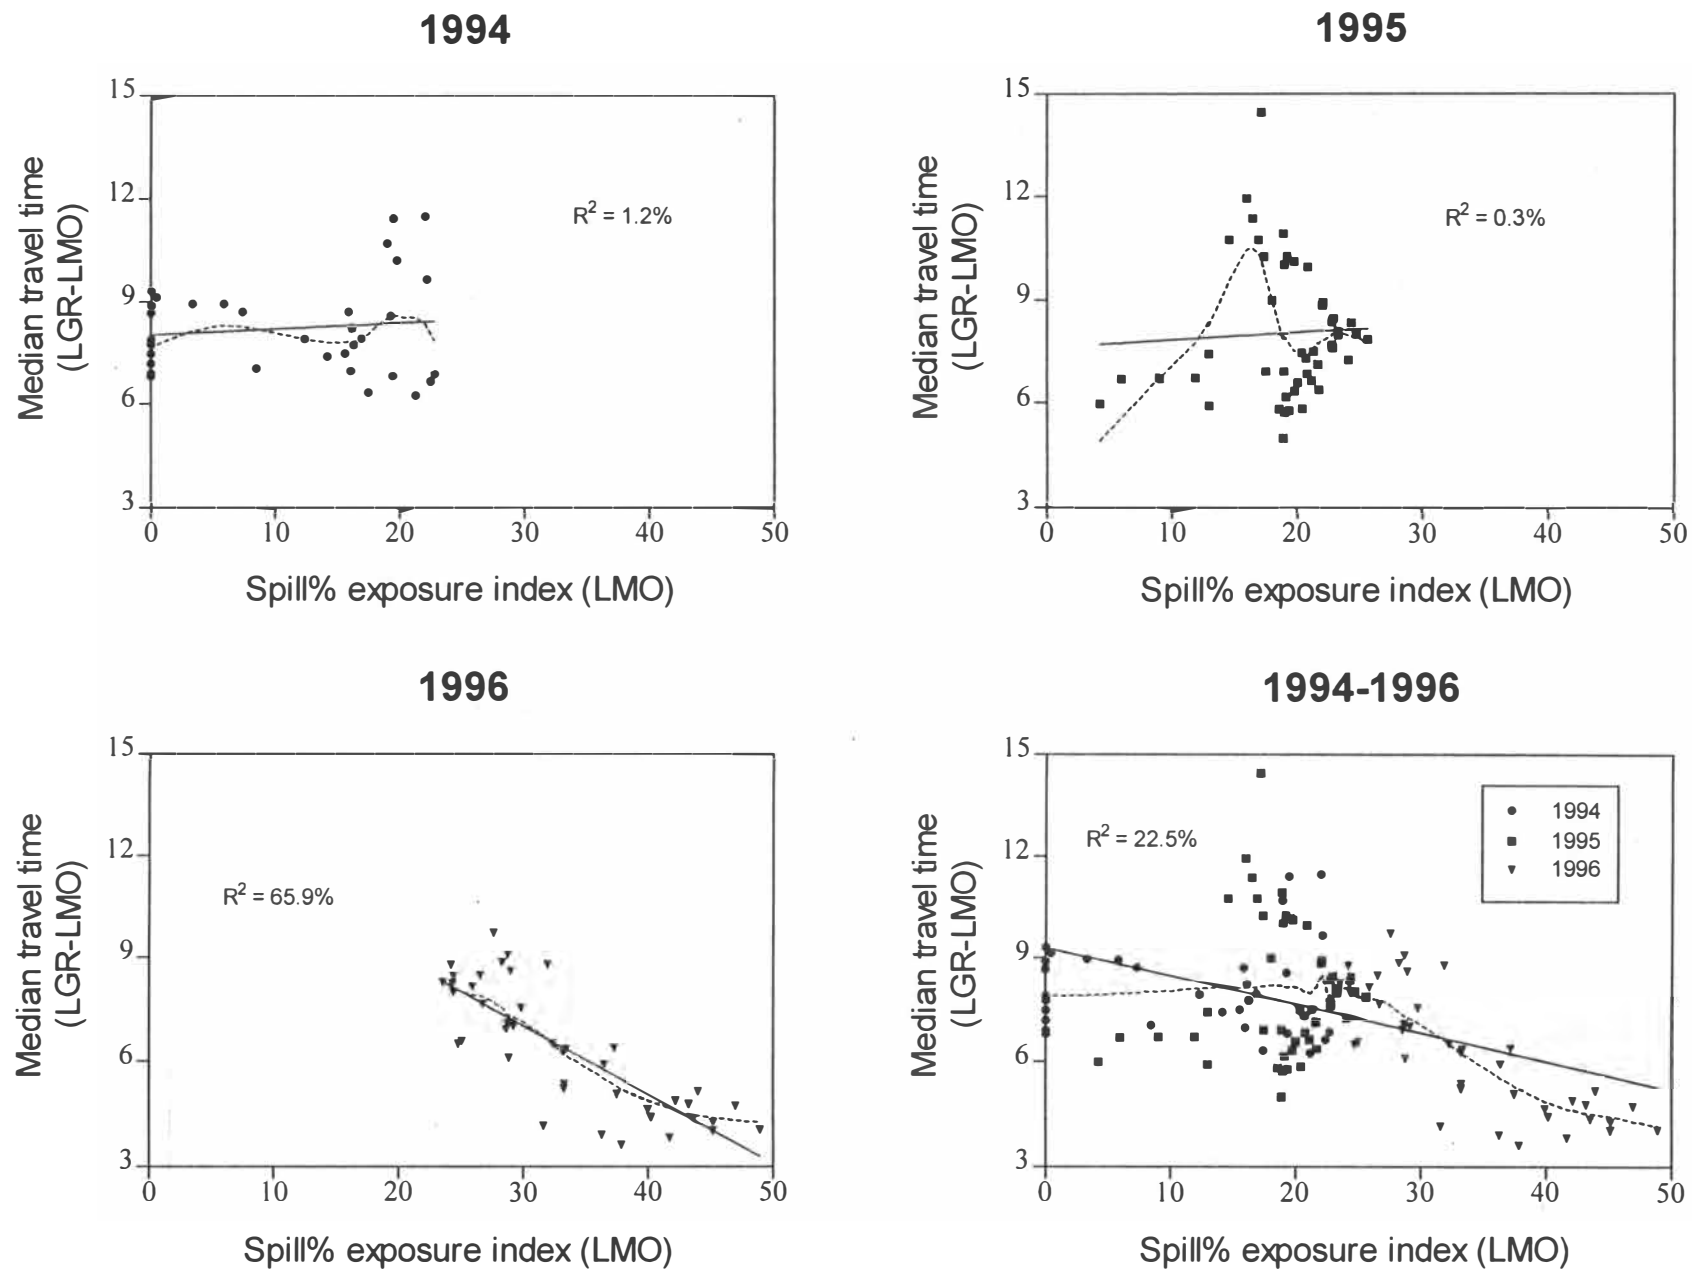 1994
15
12
9
6
3
Median travel time
(LGR-LMO)
R² = 1.2%
0 10 20 30 40 50
Spill% exposure index (LMO)
1995
15
12
9
6
3
Median travel time
(LGR-LMO)
R² = 0.3%
0 10 20 30 40 50
Spill% exposure index (LMO)
1996
15
12
9
6
3
Median travel time
(LGR-LMO)
R² = 65.9%
0 10 20 30 40 50
Spill% exposure index (LMO)
1994-1996
15
12
9
6
3
Median travel time
(LGR-LMO)
R² = 22.5%
1994
1995
1996
0 10 20 30 40 50
Spill% exposure index (LMO)